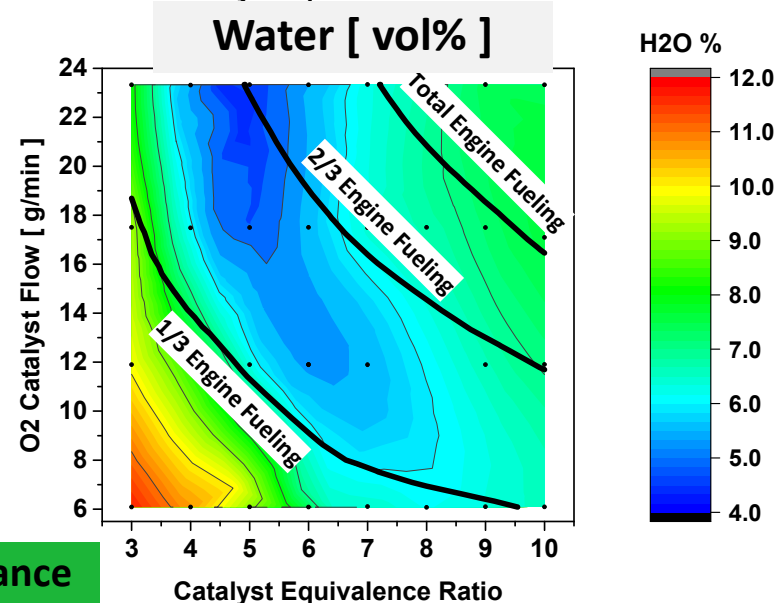 Water [ vol% ]
H2O %
24
22
20
18
16
14
12
10
8
6
O2 Catalyst Flow [ g/min ]
Total Engine Fueling
2/3 Engine Fueling
1/3 Engine Fueling
12.0
11.0
10.0
9.0
8.0
7.0
6.0
5.0
4.0
3 4 5 6 7 8 9 10
Catalyst Equivalence Ratio